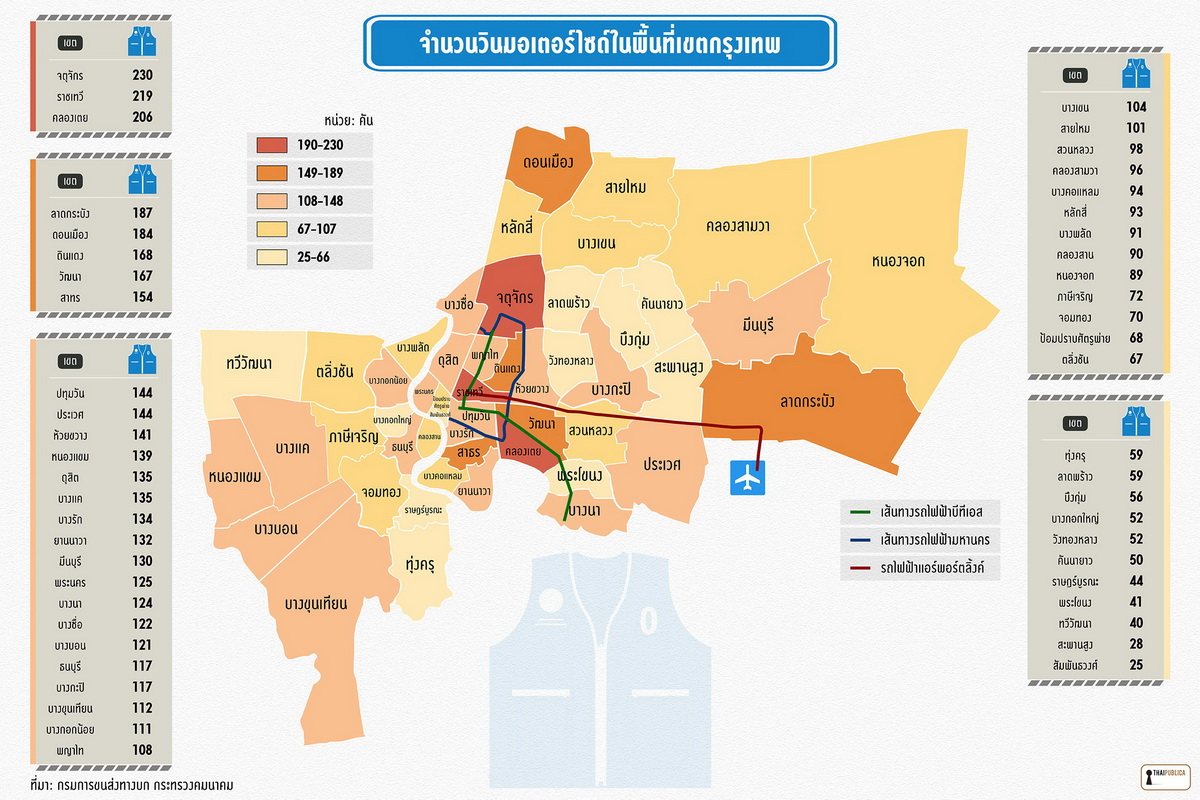 จำนวนวินมอเตอร์ไซด์ในพื้นที่เขตกรุงเทพ
เขต
จตุจักร 230
ราชเทวี 219
คลองเตย 206
เขต
ลาดกระบัง 187
ดอนเมือง 184
ดินแดง 168
วัฒนา 167
สาทร 154
เขต
ปทุมวัน 144
ประเวศ 144
ห้วยขวาง 141
หนองแขม 139
ดุสิต 135
บางแค 135
บางรัก 134
ยานนาวา 132
มีนบุรี 130
พระนคร 125
บางนา 124
บางซื่อ 122
บางบอน 121
ธนบุรี 117
บางกะปิ 117
บางขุนเทียน 112
บางกอกน้อย 111
พญาไท 108
หน่วย: คัน
190-230
149-189
108-148
67-107
25-66
ดอนเมือง
สายไหม
หลักสี่
บางเขน
คลองสามวา
หนองจอก
บางซื่อ
จตุจักร
ลาดพร้าว
คันนายาว
บึงกุ่ม
มีนบุรี
ทวีวัฒนา
ตลิ่งชัน
บางพลัด
ดุสิต
พญาไท
ดินแดง
วังทองหลาง
สะพานสูง
บางกอกน้อย
พระนคร
ป้อมปราบ
ศัตรูพ่าย
สัมพันธวงศ์
ราชเทวี
ห้วยขวาง
บางกะปิ
ลาดกระบัง
บางกอกใหญ่
ปทุมวัน
วัฒนา
สวนหลวง
ภาษีเจริญ
ธนบุรี
คลองสาน
บางรัก
สาธร
คลองเตย
ประเวศ
บางแค
หนองแขม
จอมทอง
บางคอแหลม
ยานนาวา
พระโขนง
บางนา
ราษฎร์บูรณะ
บางบอน
ทุ่งครุ
บางขุนเทียน
เส้นทางรถไฟฟ้าบีทีเอส
เส้นทางรถไฟฟ้ามหานคร
รถไฟฟ้าแอร์พอร์ตลิ้งค์
0
เขต
บางเขน 104
สายไหม 101
สวนหลวง 98
คลองสามวา 96
บางคอแหลม 94
หลักสี่ 93
บางพลัด 91
คลองสาน 90
หนองจอก 89
ภาษีเจริญ 72
จอมทอง 70
ป้อมปราบศัตรูพ่าย 68
ตลิ่งชัน 67
เขต
ทุ่งครุ 59
ลาดพร้าว 59
บึงกุ่ม 56
บางกอกใหญ่ 52
วังทองหลาง 52
คันนายาว 50
ราษฎร์บูรณะ 44
พระโขนง 41
ทวีวัฒนา 40
สะพานสูง 28
สัมพันธวงศ์ 25
ที่มา: กรมการขนส่งทางบก กระทรวงคมนาคม
THAIPUBLICA